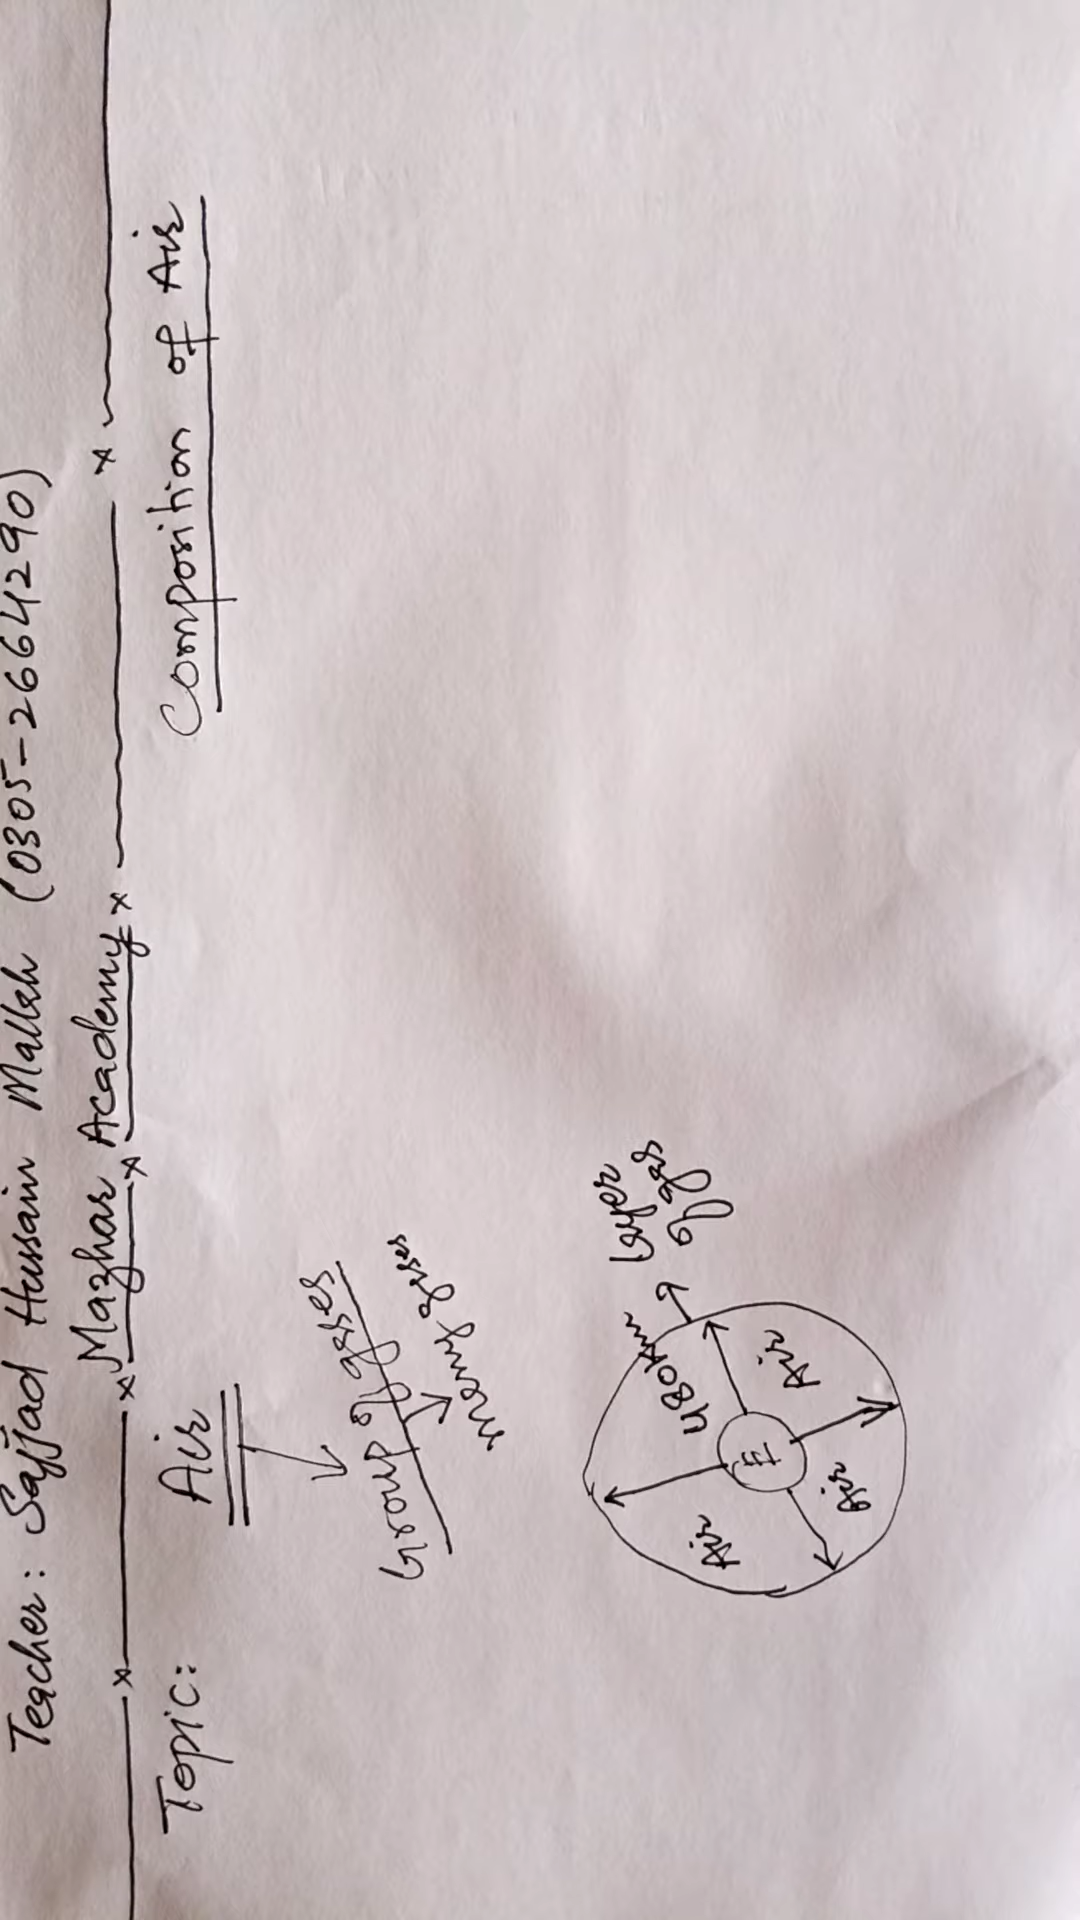 Teacher: Sajjad Hussain Mallah (0305-2664290)
Mazhar Academy
Topic: Air
Composition of Air
Group of gases
many gases
480Km
layer
of gas
Air
Air
Air
E